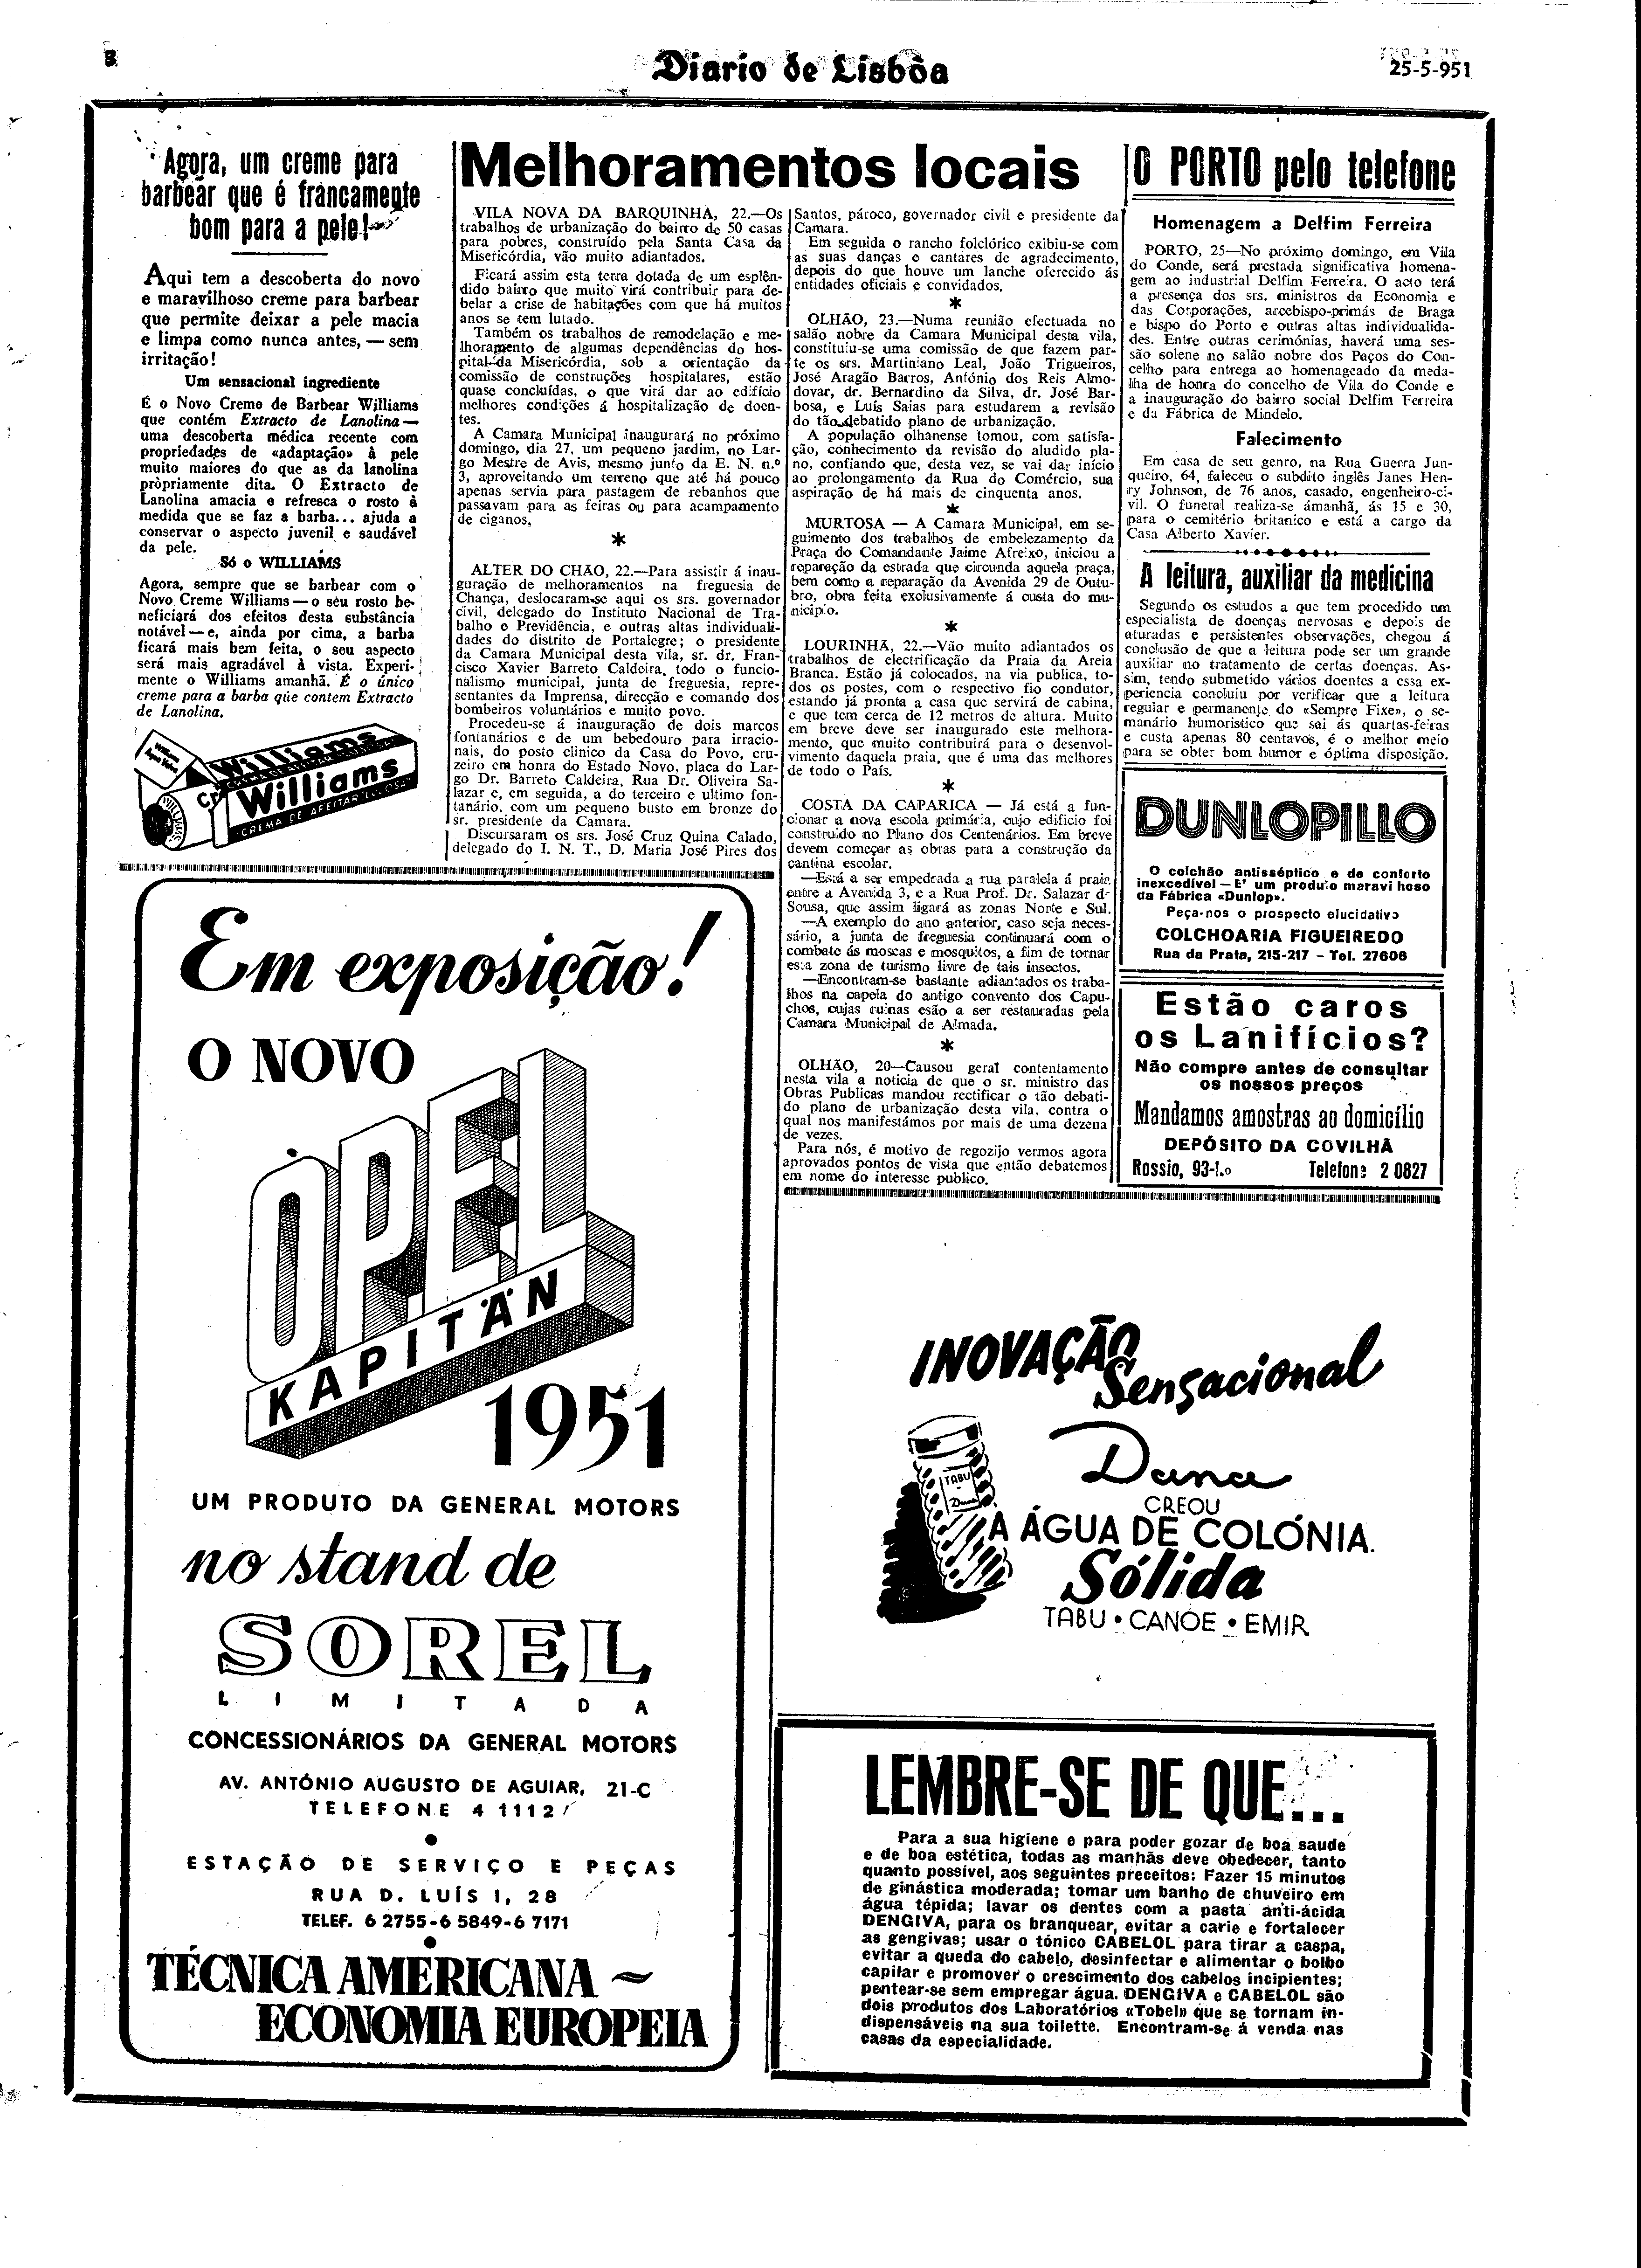 8
Diario de Lisbôa
25-5-951
Agora, um creme para
barbear que é francamente
bom para a pele!
Aqui tem a descoberta do novo
e maravilhoso creme para barbear
que permite deixar a pele macia
e limpa como nunca antes, — sem
irritação!
Um sensacional ingrediente
É o Novo Creme de Barbear Williams
que contém Extracto de Lanolina —
uma descoberta médica recente com
propriedades de «adaptação» à pele
muito maiores do que as da lanolina
pròpriamente dita. O Extracto de
Lanolina amacia e refresca o rosto à
medida que se faz a barba... ajuda a
conservar o aspecto juvenil e saudável
da pele.
Só o WILLIAMS
Agora, sempre que se barbear com o
Novo Creme Williams — o seu rosto be-
neficiará dos efeitos desta substância
notável — e, ainda por cima, a barba
ficará mais bem feita, o seu aspecto
será mais agradável à vista. Experi-
mente o Williams amanhã. É o único
creme para a barba que contem Extracto
de Lanolina.
Williams
Williams
CREMA DE AFEITAR LUJOSA
Melhoramentos locais
VILA NOVA DA BARQUINHA, 22.—Os
trabalhos de urbanização do bairro de 50 casas
para pobres, construído pela Santa Casa da
Misericórdia, vão muito adiantados.
Ficará assim esta terra dotada de um esplên-
dido bairro que muito virá contribuir para de-
belar a crise de habitações com que há muitos
anos se tem lutado.
Também os trabalhos de remodelação e me-
lhoramento de algumas dependências do hos-
pital da Misericórdia, sob a orientação da
comissão de construções hospitalares, estão
quase concluídas, o que virá dar ao edifício
melhores condições á hospitalização de doen-
tes.
A Camara Municipal inaugurará no próximo
domingo, dia 27, um pequeno jardim, no Lar-
go Mestre de Avis, mesmo junto da E. N. n.º
3, aproveitando um terreno que até há pouco
apenas servia para pastagem de rebanhos que
passavam para as feiras ou para acampamento
de ciganos,
*
ALTER DO CHÃO, 22.—Para assistir á inau-
guração de melhoramentos na freguesia de
Chança, deslocaram-se aqui os srs. governador
civil, delegado do Instituto Nacional de Tra-
balho e Previdência, e outras altas individuali-
dades do distrito de Portalegre; o presidente
da Camara Municipal desta vila, sr. dr. Fran-
cisco Xavier Barreto Caldeira, todo o funcio-
nalismo municipal, junta de freguesia, repre-
sentantes da Imprensa, direcção e comando dos
bombeiros voluntários e muito povo.
Procedeu-se á inauguração de dois marcos
fontanários e de um bebedouro para irracio-
nais, do posto clinico da Casa do Povo, cru-
zeiro em honra do Estado Novo, placa do Lar-
go Dr. Barreto Caldeira, Rua Dr. Oliveira Sa-
lazar e, em seguida, a do terceiro e ultimo fon-
tanário, com um pequeno busto em bronze do
sr. presidente da Camara.
Discursaram os srs. José Cruz Quina Calado,
delegado do I. N. T., D. Maria José Pires dos
Santos, pároco, governador civil e presidente da
Camara.
Em seguida o rancho folclórico exibiu-se com
as suas danças e cantares de agradecimento,
depois do que houve um lanche oferecido ás
entidades oficiais e convidados.
*
OLHÃO, 23.—Numa reunião efectuada no
salão nobre da Camara Municipal desta vila,
constituiu-se uma comissão de que fazem par-
te os srs. Martiniano Leal, João Trigueiros,
José Aragão Barros, António dos Reis Almo-
dovar, dr. Bernardino da Silva, dr. José Bar-
bosa, e Luís Saias para estudarem a revisão
do tão debatido plano de urbanização.
A população olhanense tomou, com satisfa-
ção, conhecimento da revisão do aludido pla-
no, confiando que, desta vez, se vai dar início
ao prolongamento da Rua do Comércio, sua
aspiração de há mais de cinquenta anos.
*
MURTOSA — A Camara Municipal, em se-
guimento dos trabalhos de embelezamento da
Praça do Comandante Jaime Afreixo, iniciou a
reparação da estrada que circunda aquela praça,
bem como a reparação da Avenida 29 de Outu-
bro, obra feita exclusivamente á custa do mu-
nicipio.
*
LOURINHÃ, 22.—Vão muito adiantados os
trabalhos de electrificação da Praia da Areia
Branca. Estão já colocados, na via publica, to-
dos os postes, com o respectivo fio condutor,
estando já pronta a casa que servirá de cabina,
e que tem cerca de 12 metros de altura. Muito
em breve deve ser inaugurado este melhora-
mento, que muito contribuirá para o desenvol-
vimento daquela praia, que é uma das melhores
de todo o País.
*
COSTA DA CAPARICA — Já está a fun-
cionar a nova escola primária, cujo edificio foi
construido no Plano dos Centenários. Em breve
devem começar as obras para a construção da
cantina escolar.
—Está a ser empedrada a rua paralela á praia
entre a Avenida 3, e a Rua Prof. Dr. Salazar de
Sousa, que assim ligará as zonas Norte e Sul.
—A exemplo do ano anterior, caso seja neces-
sário, a junta de freguesia continuará com o
combate ás moscas e mosquitos, a fim de tornar
esta zona de turismo livre de tais insectos.
—Encontram-se bastante adiantados os traba-
lhos na capela do antigo convento dos Capu-
chos, cujas ruinas esão a ser restauradas pela
Camara Municipal de Almada.
*
OLHÃO, 20—Causou geral contentamento
nesta vila a noticia de que o sr. ministro das
Obras Publicas mandou rectificar o tão debati-
do plano de urbanização desta vila, contra o
qual nos manifestámos por mais de uma dezena
de vezes.
Para nós, é motivo de regozijo vermos agora
aprovados pontos de vista que então debatemos
em nome do interesse publico.
O PORTO pelo telefone
Homenagem a Delfim Ferreira
PORTO, 25—No próximo domingo, em Vila
do Conde, será prestada significativa homena-
gem ao industrial Delfim Ferreira. O acto terá
a presença dos srs. ministros da Economia e
das Corporações, arcebispo-primás de Braga
e bispo do Porto e outras altas individualida-
des. Entre outras cerimónias, haverá uma ses-
são solene no salão nobre dos Paços do Con-
celho para entrega ao homenageado da meda-
lha de honra do concelho de Vila do Conde e
a inauguração do bairro social Delfim Ferreira
e da Fábrica de Mindelo.
Falecimento
Em casa de seu genro, na Rua Guerra Jun-
queiro, 64, faleceu o subdito inglês Janes Hen-
ry Johnson, de 76 anos, casado, engenheiro-ci-
vil. O funeral realiza-se ámanhã, ás 15 e 30,
para o cemitério britanico e está a cargo da
Casa Alberto Xavier.
A leitura, auxiliar da medicina
Segundo os estudos a que tem procedido um
especialista de doenças nervosas e depois de
aturadas e persistentes observações, chegou á
conclusão de que a leitura pode ser um grande
auxiliar no tratamento de certas doenças. As-
sim, tendo submetido vários doentes a essa ex-
periencia concluiu por verificar que a leitura
regular e permanente do «Sempre Fixe», o se-
manário humoristico que sai ás quartas-feiras
e custa apenas 80 centavos, é o melhor meio
para se obter bom humor e óptima disposição.
DUNLOPILLO
O colchão antisséptico e de conforto
inexcedível — E' um produto maravi hoso
da Fábrica «Dunlop».
Peça-nos o prospecto elucidativo
COLCHOARIA FIGUEIREDO
Rua da Prata, 215-217 – Tel. 27606
Estão caros
os Lanifícios?
Não compre antes de consultar
os nossos preços
Mandamos amostras ao domicílio
DEPÓSITO DA COVILHÃ
Rossio, 93-1.º Telefone 2 0827
Em exposição!
O NOVO
OPEL
KAPITÄN
1951
UM PRODUTO DA GENERAL MOTORS
no stand de
SOREL
LIMITADA
CONCESSIONÁRIOS DA GENERAL MOTORS
AV. ANTÓNIO AUGUSTO DE AGUIAR, 21-C
TELEFONE 4 1112
ESTAÇÃO DE SERVIÇO E PEÇAS
RUA D. LUÍS I, 28
TELEF. 6 2755 - 6 5849 - 6 7171
TÉCNICA AMERICANA ~
ECONOMIA EUROPEIA
INOVAÇÃO
Sensacional
TABU
Dana
Dana
CREOU
A ÁGUA DE COLÓNIA.
Sólida
TABU • CANOE • EMIR
LEMBRE-SE DE QUE...
Para a sua higiene e para poder gozar de boa saude
e de boa estética, todas as manhãs deve obedecer, tanto
quanto possível, aos seguintes preceitos: Fazer 15 minutos
de ginástica moderada; tomar um banho de chuveiro em
água tépida; lavar os dentes com a pasta anti-ácida
DENGIVA, para os branquear, evitar a carie e fortalecer
as gengivas; usar o tónico CABELOL para tirar a caspa,
evitar a queda do cabelo, desinfectar e alimentar o bolbo
capilar e promover o crescimento dos cabelos incipientes;
pentear-se sem empregar água. DENGIVA e CABELOL são
dois produtos dos Laboratórios «Tobel» que se tornam in-
dispensáveis na sua toilette. Encontram-se á venda nas
casas da especialidade.